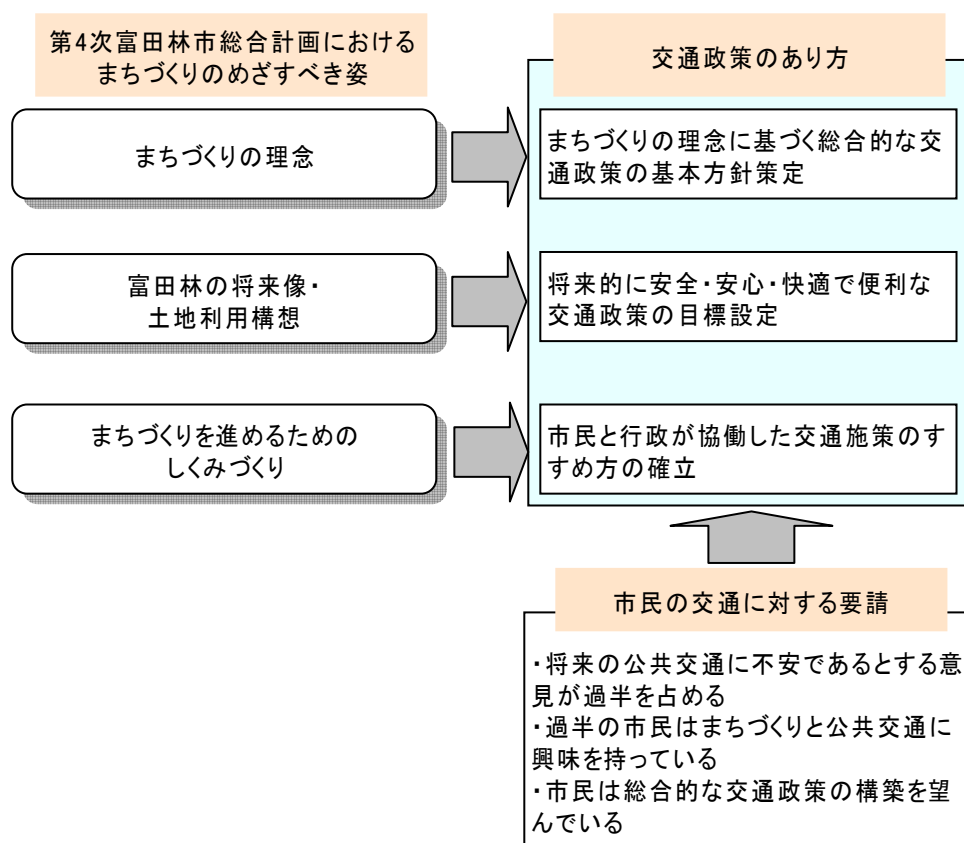 第4次富田林市総合計画における
まちづくりのめざすべき姿
交通政策のあり方
まちづくりの理念
まちづくりの理念に基づく総合的な交
通政策の基本方針策定
富田林の将来像・
土地利用構想
将来的に安全・安心・快適で便利な
交通政策の目標設定
まちづくりを進めるための
しくみづくり
市民と行政が協働した交通施策のす
すめ方の確立
市民の交通に対する要請
・将来の公共交通に不安であるとする意
見が過半を占める
・過半の市民はまちづくりと公共交通に
興味を持っている
・市民は総合的な交通政策の構築を望
んでいる